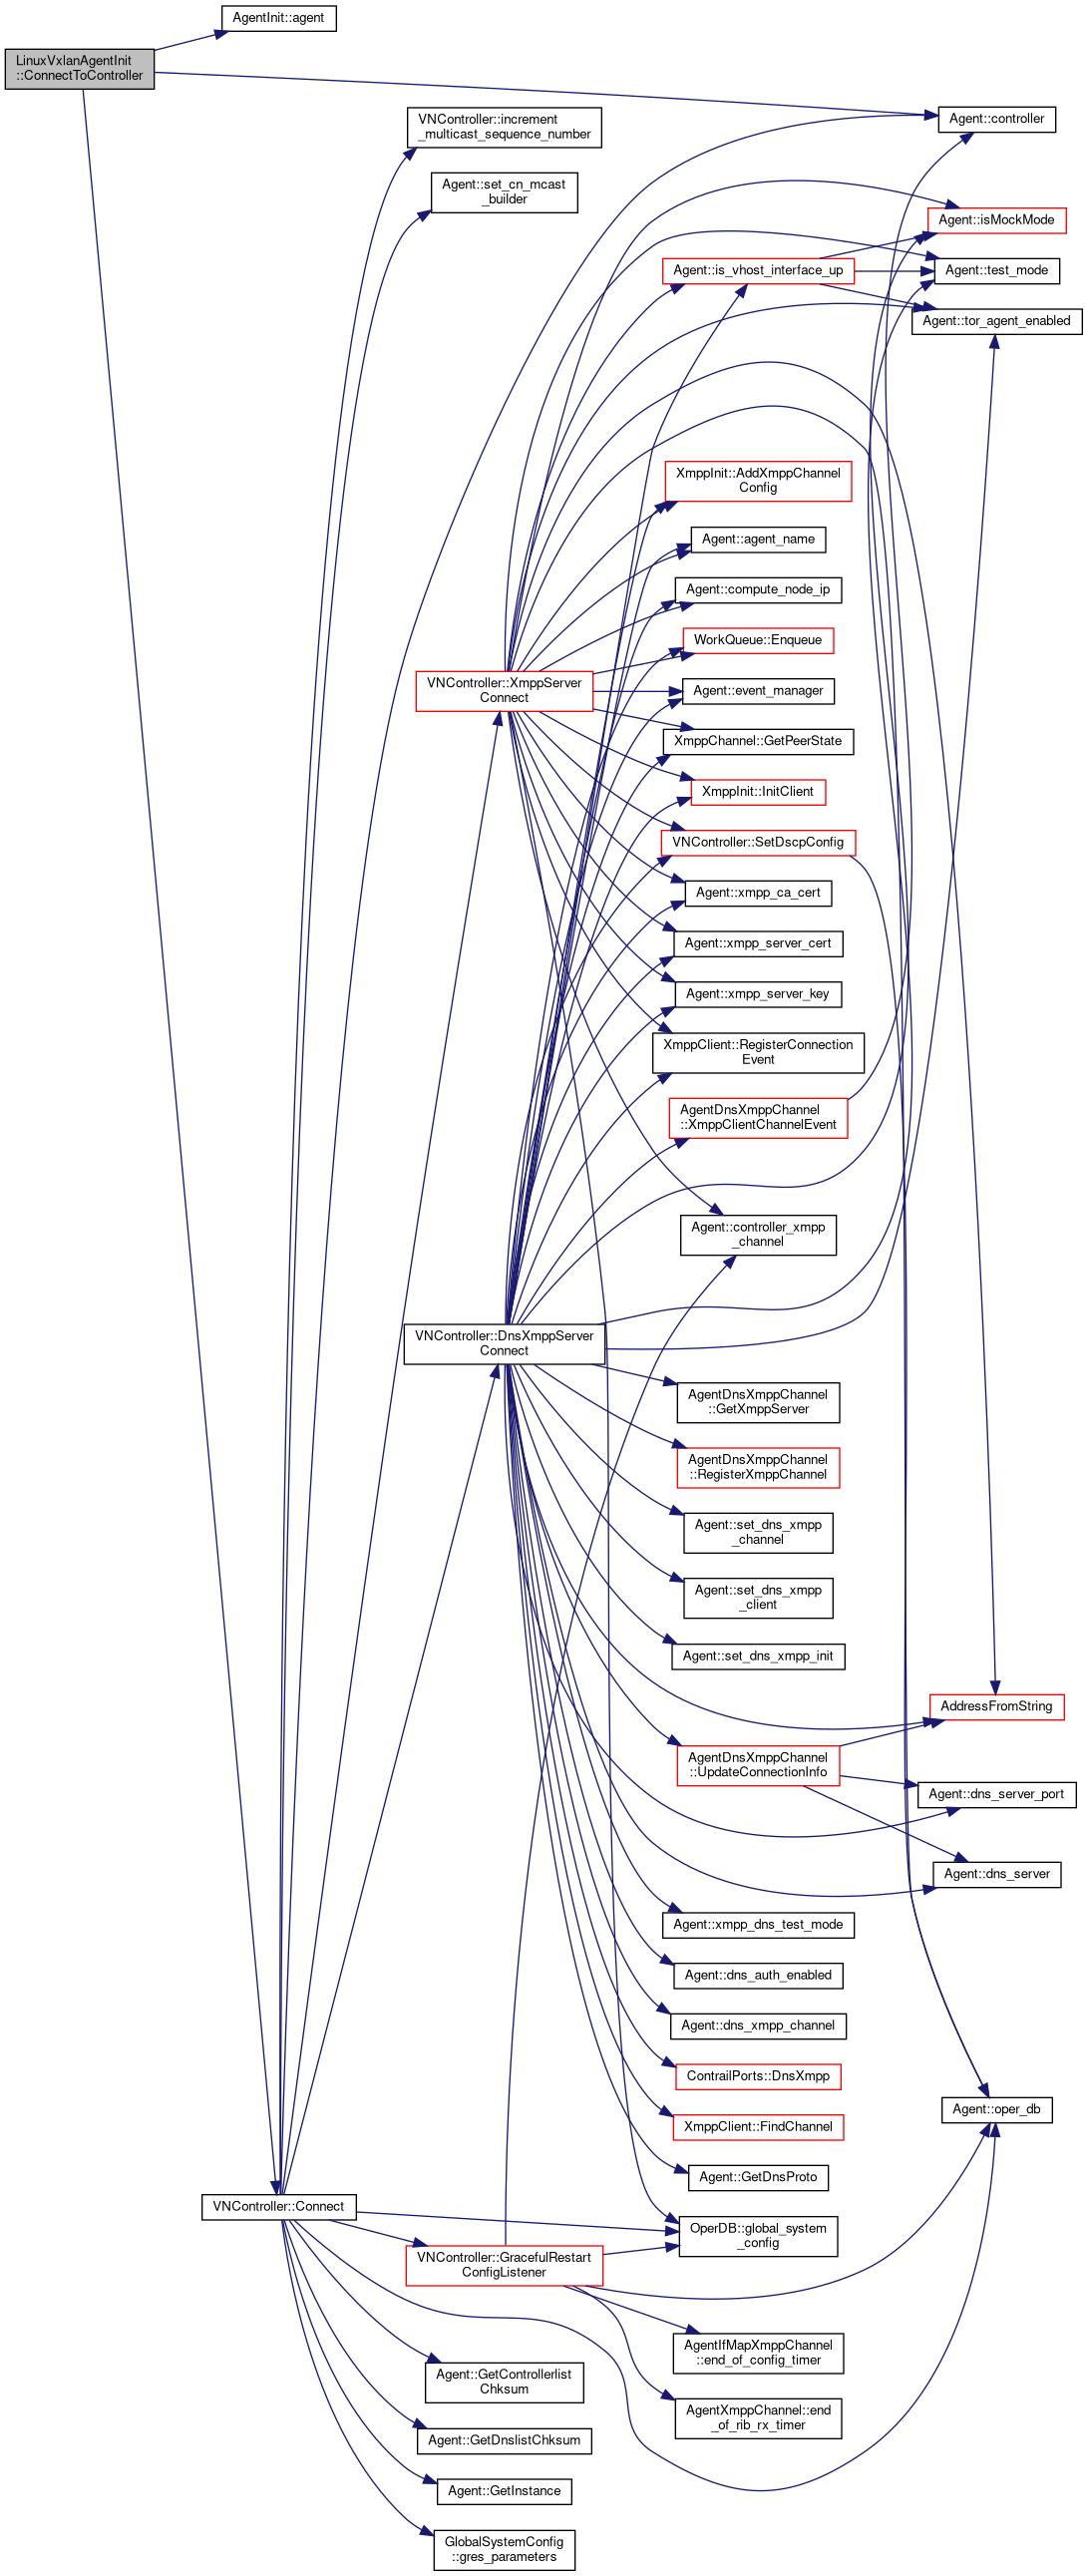 AgentInit::agent
LinuxVxlanAgentInit
::ConnectToController
VNController::increment
_multicast_sequence_number
Agent::controller
Agent::set_cn_mcast
_builder
Agent::isMockMode
Agent::is_vhost_interface_up
Agent::test_mode
Agent::tor_agent_enabled
XmppInit::AddXmppChannel
Config
Agent::agent_name
Agent::compute_node_ip
WorkQueue::Enqueue
VNController::XmppServer
Connect
Agent::event_manager
XmppChannel::GetPeerState
XmppInit::InitClient
VNController::SetDscpConfig
Agent::xmpp_ca_cert
Agent::xmpp_server_cert
Agent::xmpp_server_key
XmppClient::RegisterConnection
Event
AgentDnsXmppChannel
::XmppClientChannelEvent
Agent::controller_xmpp
_channel
VNController::DnsXmppServer
Connect
AgentDnsXmppChannel
::GetXmppServer
AgentDnsXmppChannel
::RegisterXmppChannel
Agent::set_dns_xmpp
_channel
Agent::set_dns_xmpp
_client
Agent::set_dns_xmpp_init
AddressFromString
AgentDnsXmppChannel
::UpdateConnectionInfo
Agent::dns_server_port
Agent::dns_server
Agent::xmpp_dns_test_mode
Agent::dns_auth_enabled
Agent::dns_xmpp_channel
ContrailPorts::DnsXmpp
Agent::oper_db
XmppClient::FindChannel
Agent::GetDnsProto
VNController::Connect
OperDB::global_system
_config
VNController::GracefulRestart
ConfigListener
AgentIfMapXmppChannel
::end_of_config_timer
Agent::GetControllerlist
Chksum
AgentXmppChannel::end
_of_rib_rx_timer
Agent::GetDnslistChksum
Agent::GetInstance
GlobalSystemConfig
::gres_parameters